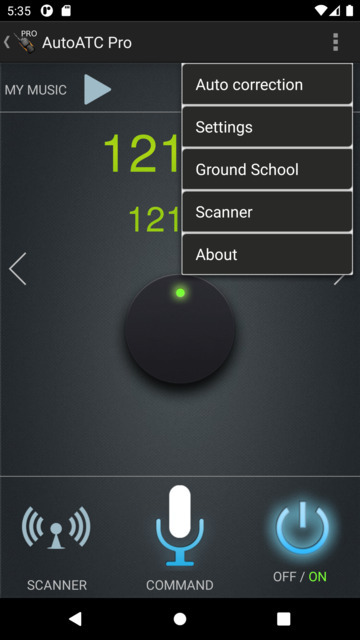 5:35
PRO
AutoATC Pro
MY MUSIC
Auto correction
Settings
Ground School
Scanner
About
121
121
SCANNER
COMMAND
OFF / ON